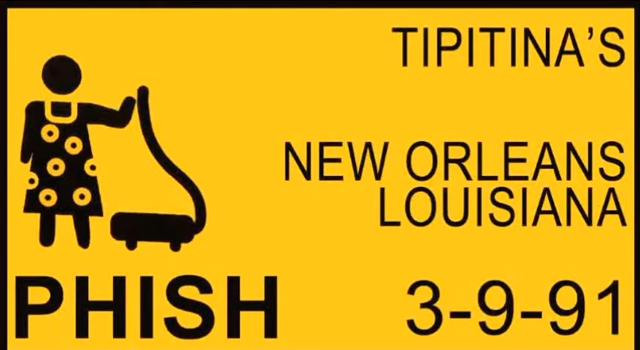 TIPITINA'S
NEW ORLEANS
LOUISIANA
PHISH
3-9-91